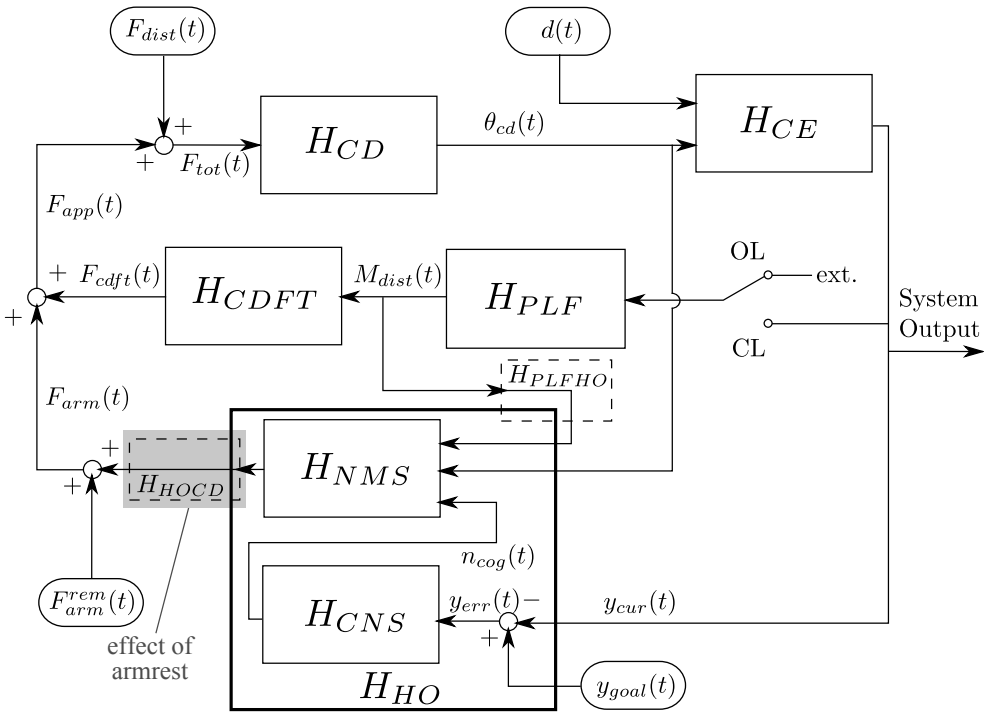 F_dist(t)
d(t)
+
+
F_tot(t)
H_CD
θ_cd(t)
H_CE
F_app(t)
+
F_cdft(t)
H_CDFT
M_dist(t)
H_PLF
OL
ext.
CL
System
Output
+
H_PLFHO
F_arm(t)
+
+
H_HOCD
H_NMS
n_cog(t)
F_arm^rem(t)
effect of
armrest
H_CNS
y_err(t)
−
+
y_cur(t)
H_HO
y_goal(t)